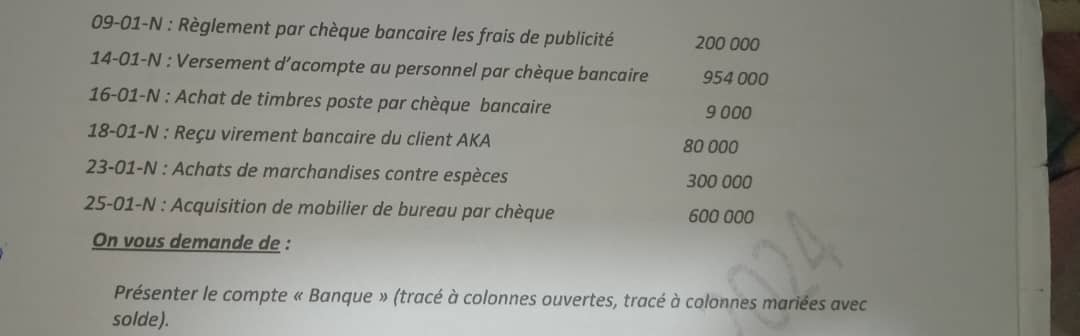 09-01-N : Règlement par chèque bancaire les frais de publicité 200 000
14-01-N : Versement d’acompte au personnel par chèque bancaire 954 000
16-01-N : Achat de timbres poste par chèque bancaire 9 000
18-01-N : Reçu virement bancaire du client AKA 80 000
23-01-N : Achats de marchandises contre espèces 300 000
25-01-N : Acquisition de mobilier de bureau par chèque 600 000
On vous demande de :
Présenter le compte « Banque » (tracé à colonnes ouvertes, tracé à colonnes mariées avec
solde).
2024